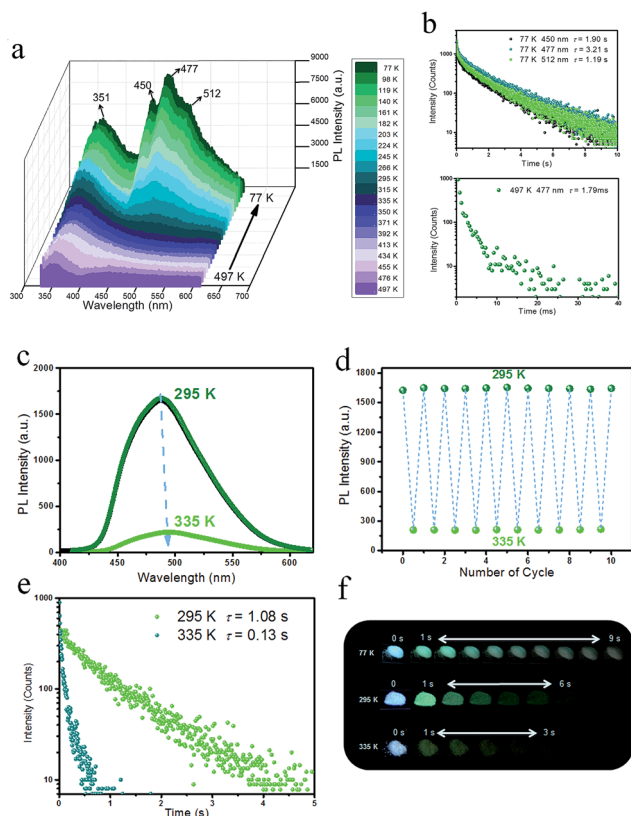 a
351
450
477
512
9000
7500
6000
4500
3000
1500
PL Intensity (a.u.)
77 K
497 K
300 350 400 450 500 550 600 650 700
Wavelength (nm)
77 K
98 K
119 K
140 K
161 K
182 K
203 K
224 K
245 K
266 K
295 K
315 K
335 K
350 K
371 K
392 K
413 K
434 K
455 K
476 K
497 K
b
77 K 450 nm τ = 1.90 s
77 K 477 nm τ = 3.21 s
77 K 512 nm τ = 1.19 s
Intensity (Counts)
1000
100
10
0 2 4 6 8 10
Time (s)
497 K 477 nm τ = 1.79ms
Intensity (Counts)
100
10
0 10 20 30 40
Time (ms)
c
2000
1500
1000
500
0
PL Intensity (a.u.)
295 K
335 K
400 450 500 550 600
Wavelength (nm)
d
1800
1500
1200
900
600
300
0
PL Intensity (a.u.)
295 K
335 K
0 1 2 3 4 5 6 7 8 9 10
Number of Cycle
e
1000
100
10
Intensity (Counts)
295 K τ = 1.08 s
335 K τ = 0.13 s
0 1 2 3 4 5
Time (s)
f
0 s 1 s 9 s
77 K
0 1 s 6 s
295 K
0 s 1 s 3 s
335 K